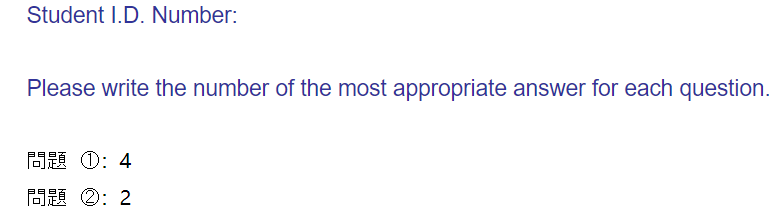 Student I.D. Number:
Please write the number of the most appropriate answer for each question.
問題 ①: 4
問題 ②: 2